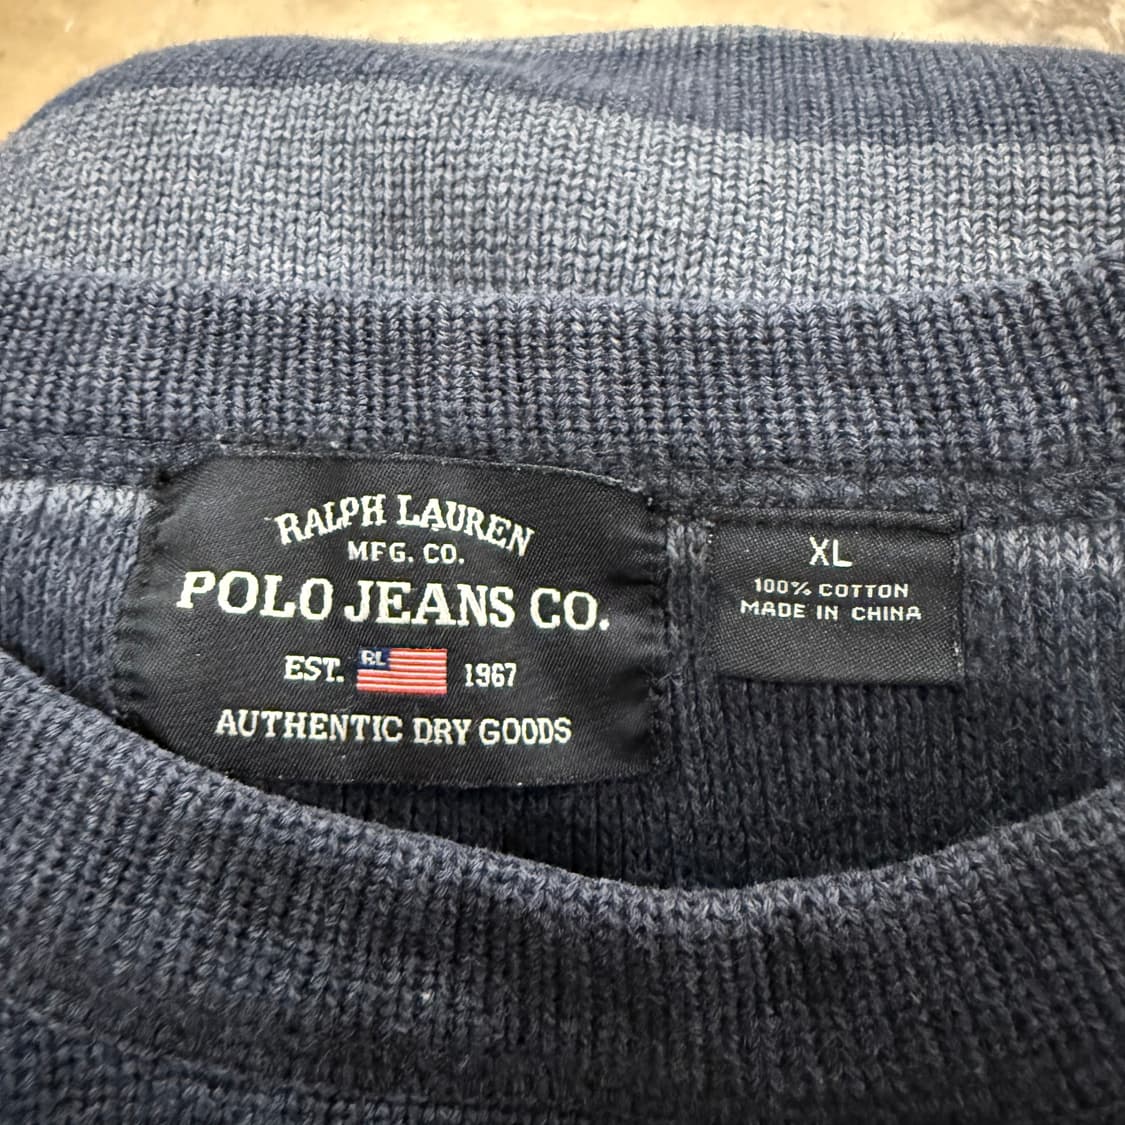 RALPH LAUREN
MFG. CO.
POLO JEANS CO.
EST. RL 1967
AUTHENTIC DRY GOODS
XL
100% COTTON
MADE IN CHINA